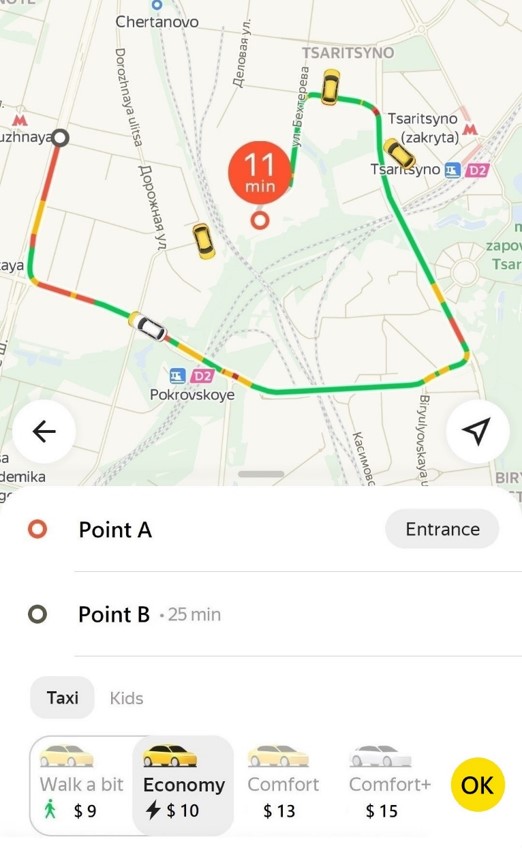 Chertanovo
TSARITSYNO
Деловая ул.
Dorozhnaya ulitsa
ул. Бехтерева
Tsaritsyno
(zakryta)
uzhnaya
11
min
Tsaritsyno D2
Дорожная ул.
zapov
Tsar
aya
D2
Pokrovskoye
Biryulyovskaya u
Касимовс
demika
BIRY
Point A
Entrance
Point B • 25 min
Taxi
Kids
Walk a bit
Economy
Comfort
Comfort+
OK
$ 9
$ 10
$ 13
$ 15